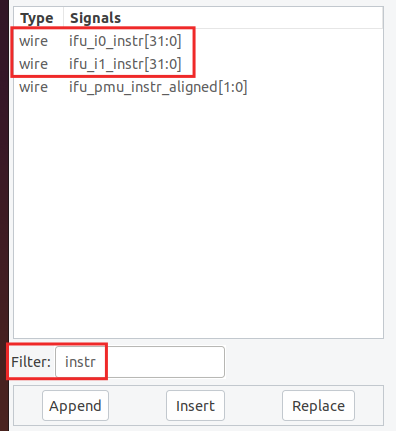 Type Signals
wire ifu_i0_instr[31:0]
wire ifu_i1_instr[31:0]
wire ifu_pmu_instr_aligned[1:0]
Filter: instr
Append Insert Replace